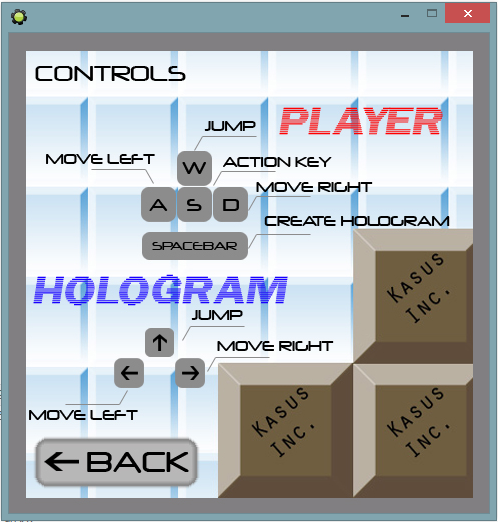 CONTROLS
PLAYER
JUMP
MOVE LEFT
W
ACTION KEY
A S D
MOVE RIGHT
SPACEBAR
CREATE HOLOGRAM
HOLOGRAM
JUMP
↑
MOVE RIGHT
← →
MOVE LEFT
← BACK
KASUS
INC.
KASUS
INC.
KASUS
INC.